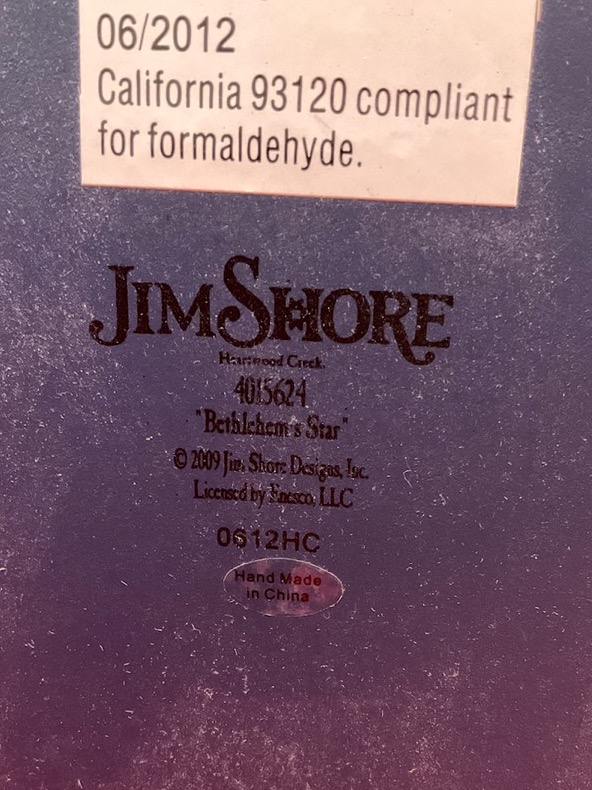 06/2012
California 93120 compliant
for formaldehyde.
JIM SHORE
Heartwood Creek.
4015624
"Bethlehem's Star"
© 2009 Jim Shore Designs, Inc.
Licensed by Enesco, LLC
0612HC
Hand Made
in China